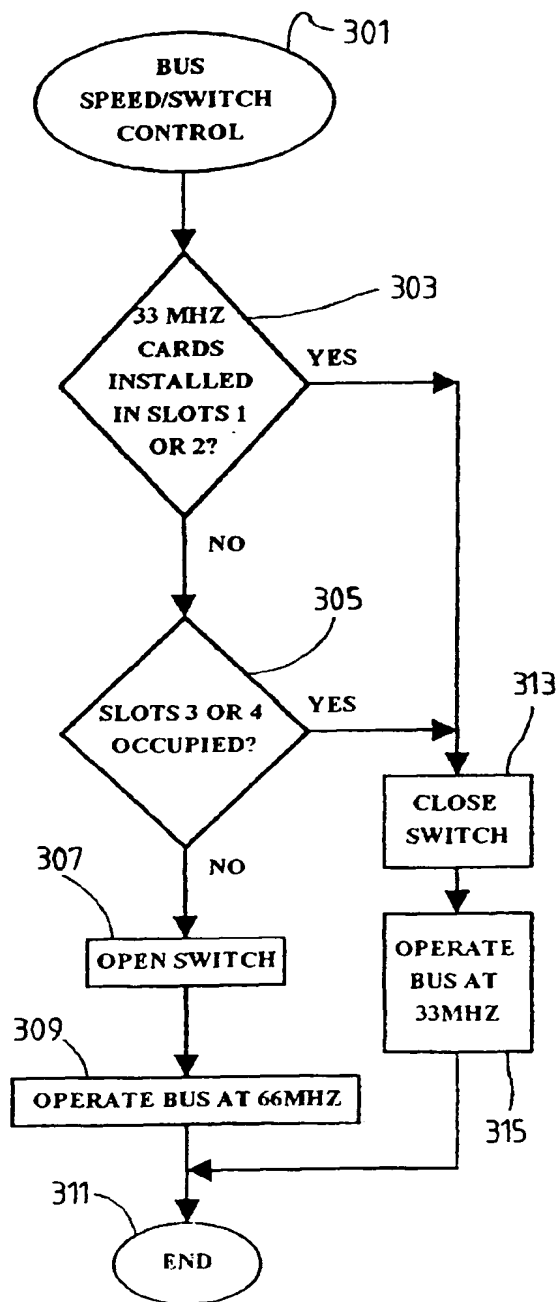 301
BUS
SPEED/SWITCH
CONTROL
303
33 MHZ
CARDS
INSTALLED
IN SLOTS 1
OR 2?
YES
NO
305
SLOTS 3 OR 4
OCCUPIED?
YES
313
CLOSE
SWITCH
NO
307
OPEN SWITCH
OPERATE
BUS AT
33MHZ
309
OPERATE BUS AT 66MHZ
315
311
END